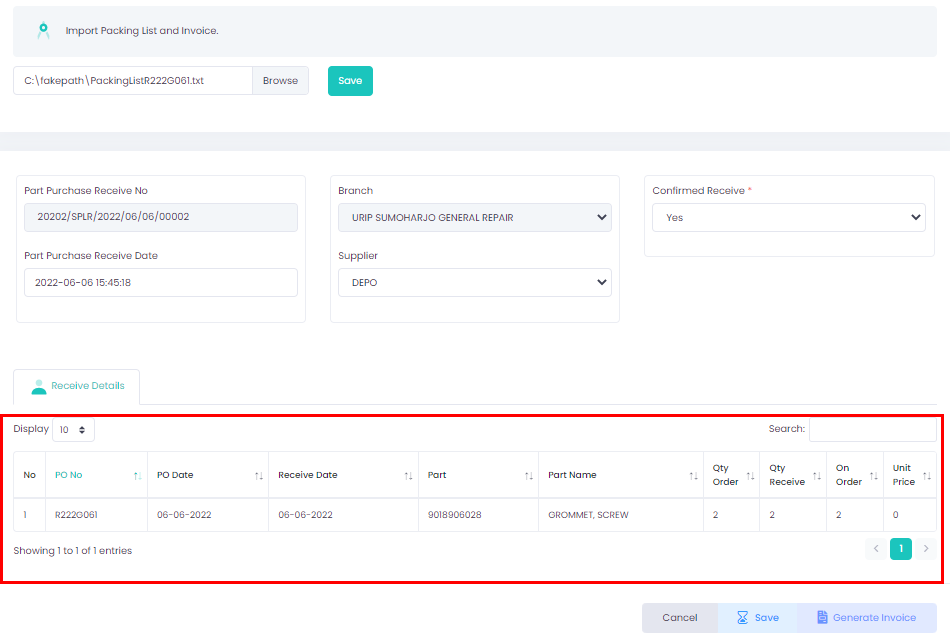 Import Packing List and Invoice.
C:\fakepath\PackingListR222G061.txt Browse Save
Part Purchase Receive No
20202/SPLR/2022/06/06/00002
Part Purchase Receive Date
2022-06-06 15:45:18
Branch
URIP SUMOHARJO GENERAL REPAIR
Supplier
DEPO
Confirmed Receive *
Yes
Receive Details
Display 10 Search:
No PO No PO Date Receive Date Part Part Name Qty Order Qty Receive On Order Unit Price
1 R222G061 06-06-2022 06-06-2022 9018906028 GROMMET, SCREW 2 2 2 0
Showing 1 to 1 of 1 entries
1
Cancel Save Generate Invoice